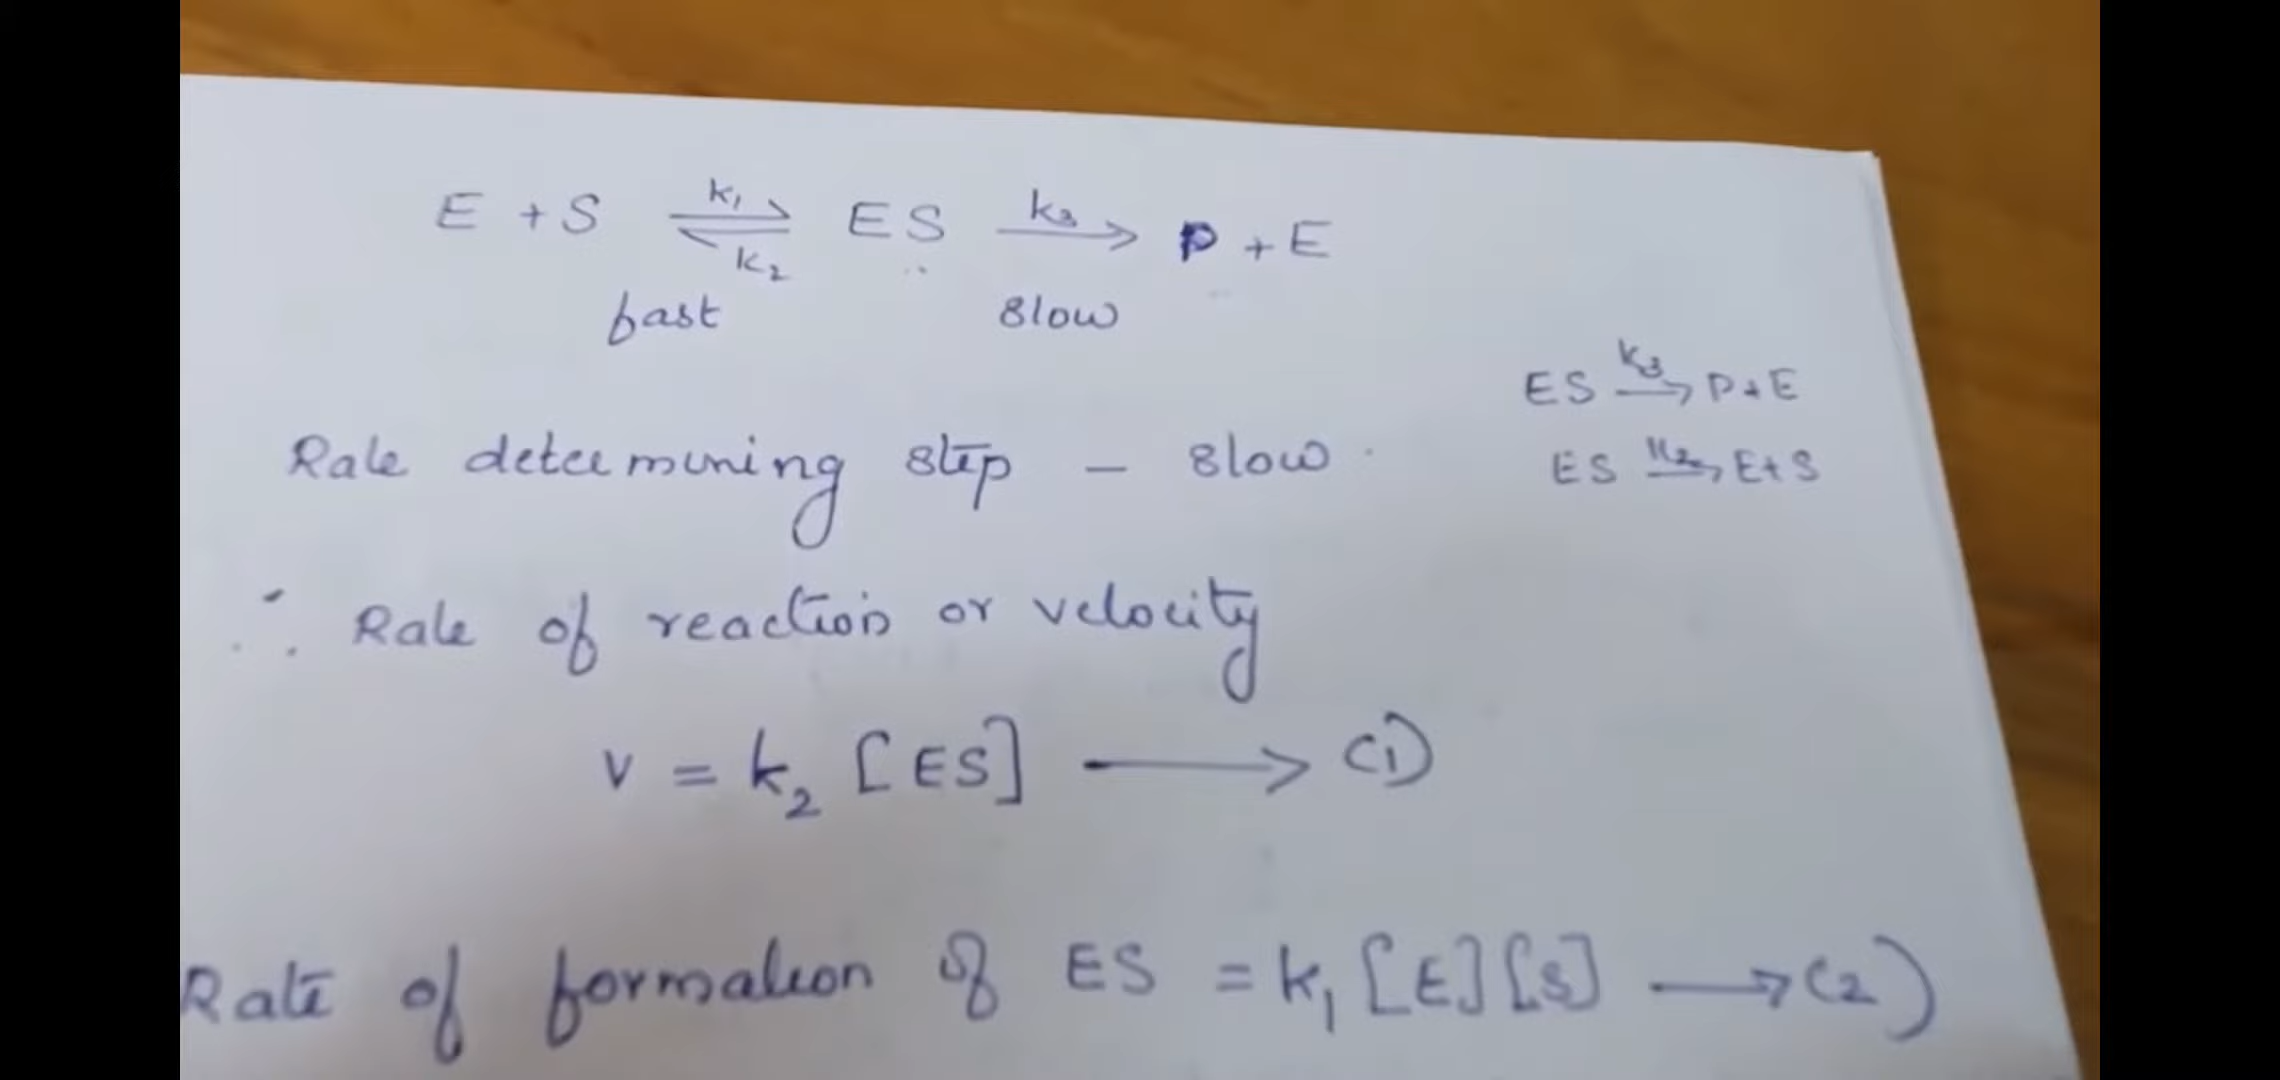 E + S ⇌ ES → P + E
k₁ k₃
k₂
fast slow
ES →k₃ P + E
Rate determining step - slow
ES →k₂ E + S
∴ Rate of reaction or velocity
v = k₂ [ES] → (1)
Rate of formation of ES = k₁ [E] [S] → (2)